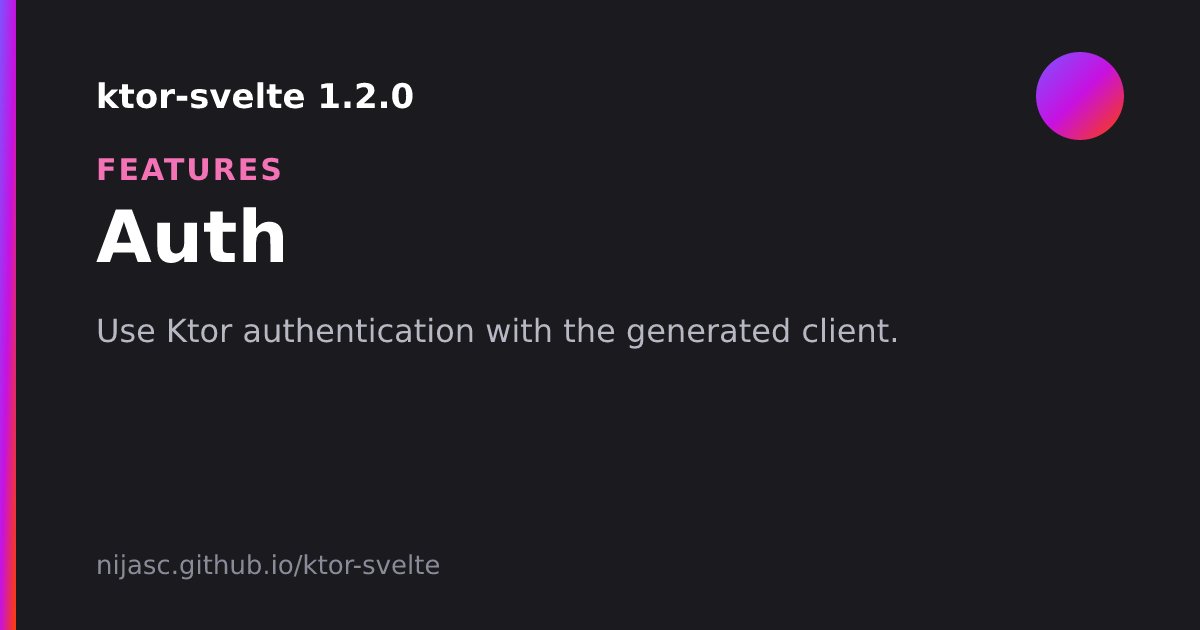 ktor-svelte 1.2.0
FEATURES
Auth
Use Ktor authentication with the generated client.
nijasc.github.io/ktor-svelte